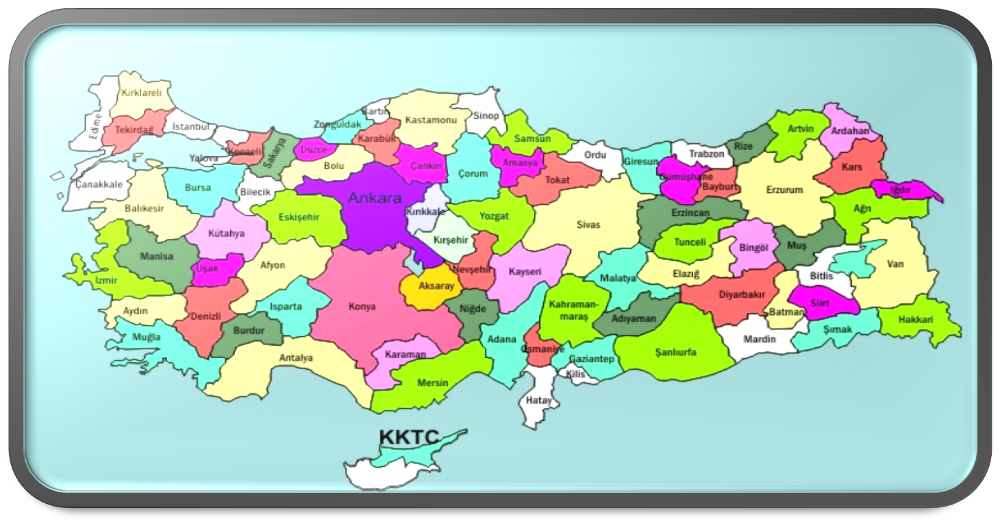 Kırklareli
Edirne
Tekirdağ
İstanbul
Kocaeli
Yalova
Sakarya
Düzce
Zonguldak
Bartın
Karabük
Kastamonu
Sinop
Samsun
Bolu
Çankırı
Çorum
Amasya
Tokat
Ordu
Giresun
Gümüşhane
Trabzon
Bayburt
Rize
Artvin
Ardahan
Kars
Iğdır
Ağrı
Erzurum
Erzincan
Çanakkale
Bursa
Bilecik
Balıkesir
Eskişehir
Ankara
Kırıkkale
Kırşehir
Yozgat
Sivas
Tunceli
Bingöl
Muş
Kütahya
Manisa
Uşak
Afyon
İzmir
Nevşehir
Kayseri
Malatya
Elazığ
Bitlis
Van
Aksaray
Konya
Isparta
Aydın
Denizli
Burdur
Muğla
Niğde
Kahraman-
maraş
Adıyaman
Diyarbakır
Batman
Siirt
Hakkari
Şırnak
Mardin
Şanlıurfa
Adana
Osmaniye
Gaziantep
Kilis
Antalya
Karaman
Mersin
Hatay
KKTC